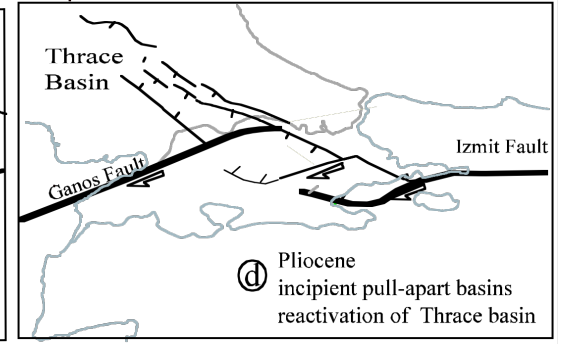 Thrace
Basin
Izmit Fault
Ganos Fault
d Pliocene
incipient pull-apart basins
reactivation of Thrace basin